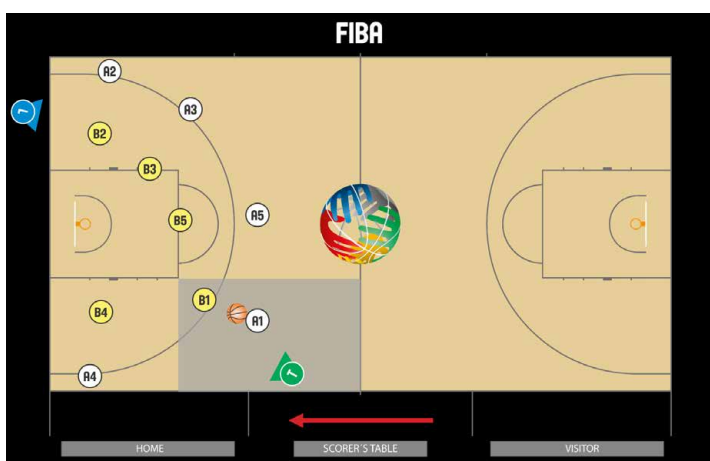 FIBA
A2
A3
B2
B3
B5
A5
B1
B4
A1
A4
HOME
SCORER'S TABLE
VISITOR